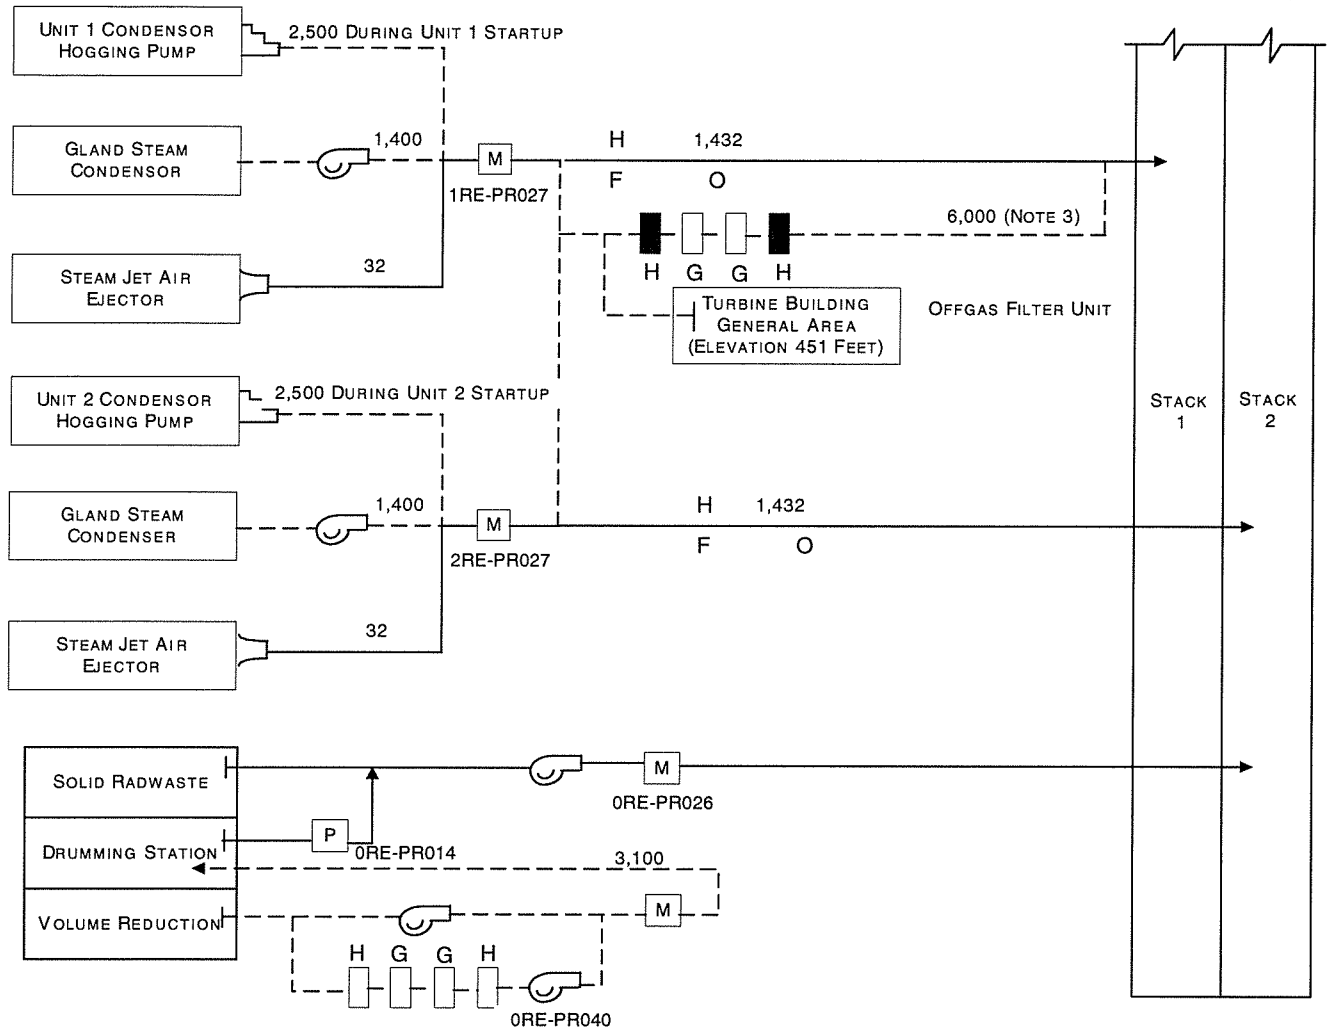 UNIT 1 CONDENSOR
HOGGING PUMP
2,500 DURING UNIT 1 STARTUP
GLAND STEAM
CONDENSOR
1,400
M
1RE-PR027
H
1,432
F
O
6,000 (NOTE 3)
H
G
G
H
STEAM JET AIR
EJECTOR
32
TURBINE BUILDING
GENERAL AREA
(ELEVATION 451 FEET)
OFFGAS FILTER UNIT
UNIT 2 CONDENSOR
HOGGING PUMP
2,500 DURING UNIT 2 STARTUP
STACK
1
STACK
2
GLAND STEAM
CONDENSER
1,400
M
2RE-PR027
H
1,432
F
O
STEAM JET AIR
EJECTOR
32
SOLID RADWASTE
M
0RE-PR026
DRUMMING STATION
P
0RE-PR014
3,100
VOLUME REDUCTION
M
H
G
G
H
0RE-PR040